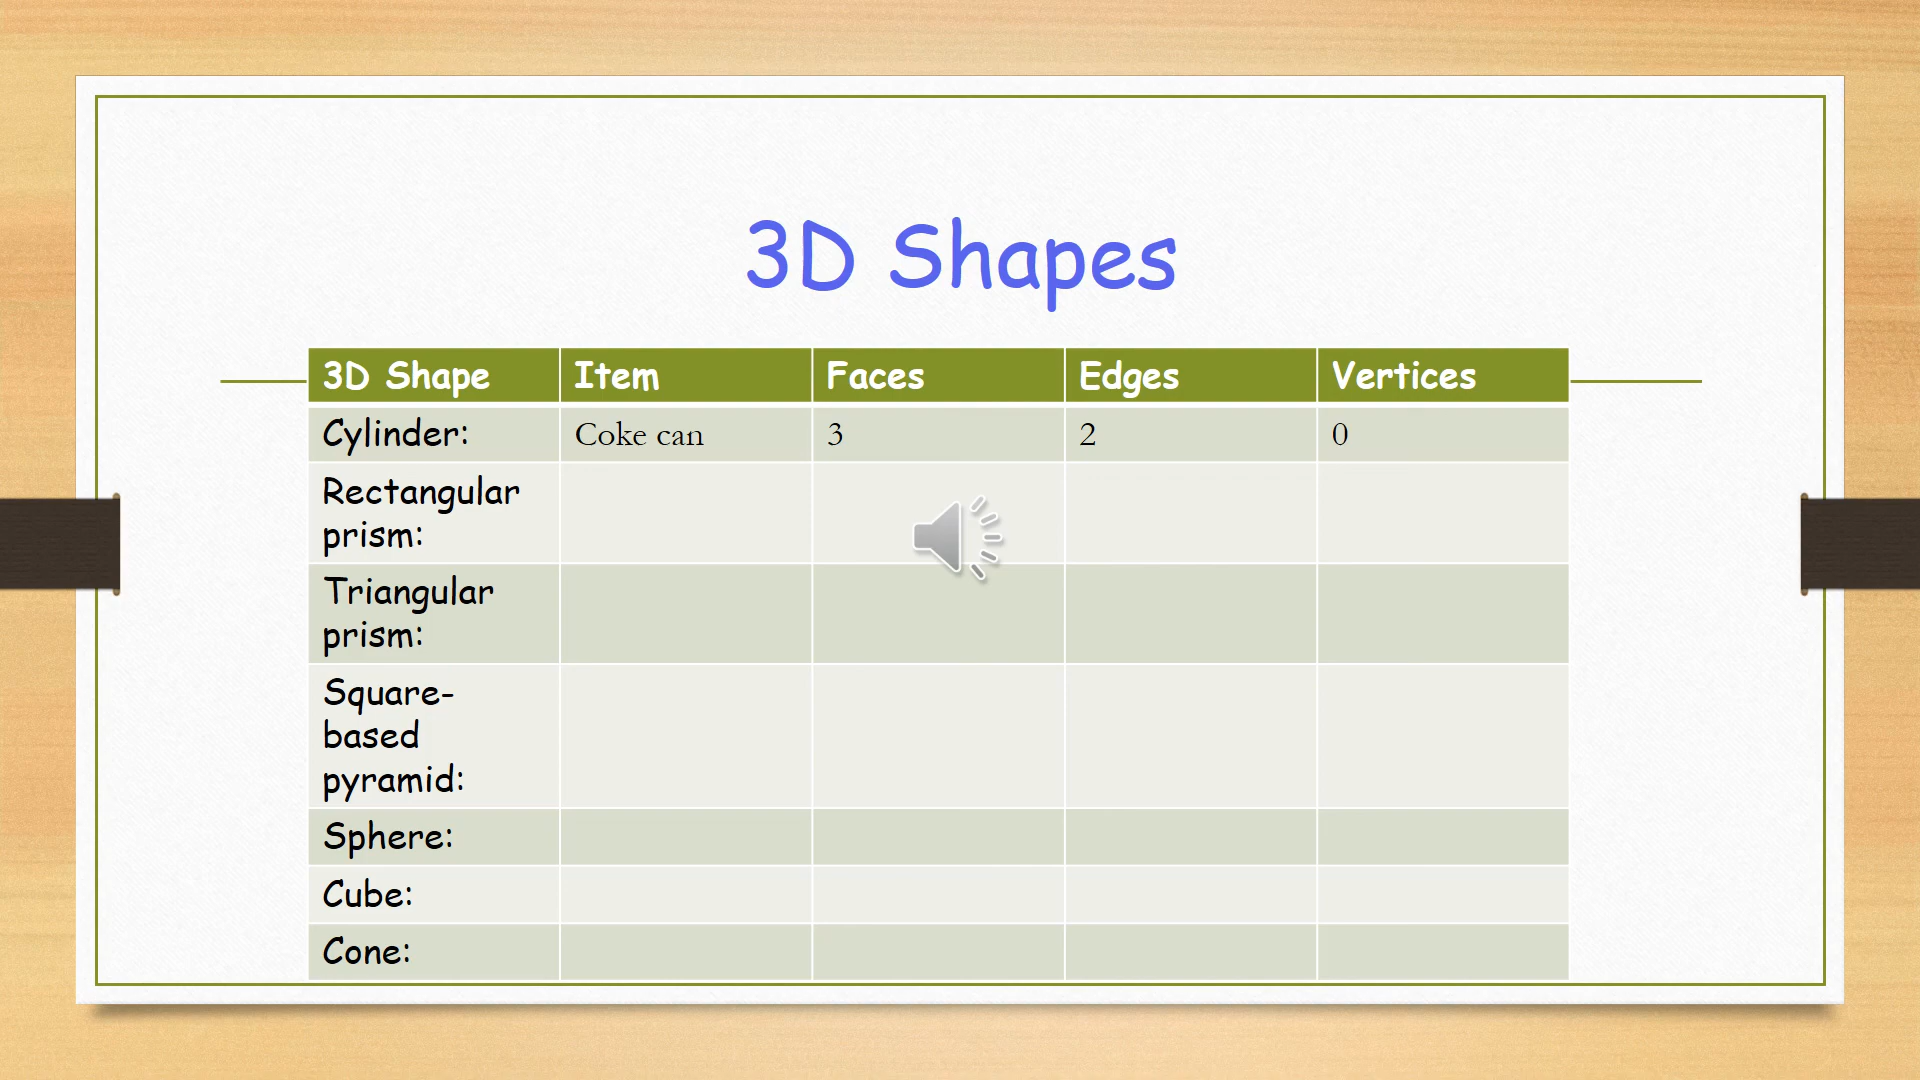 3D Shapes
3D Shape Item Faces Edges Vertices
Cylinder: Coke can 3 2 0
Rectangular
prism:
Triangular
prism:
Square-
based
pyramid:
Sphere:
Cube:
Cone: